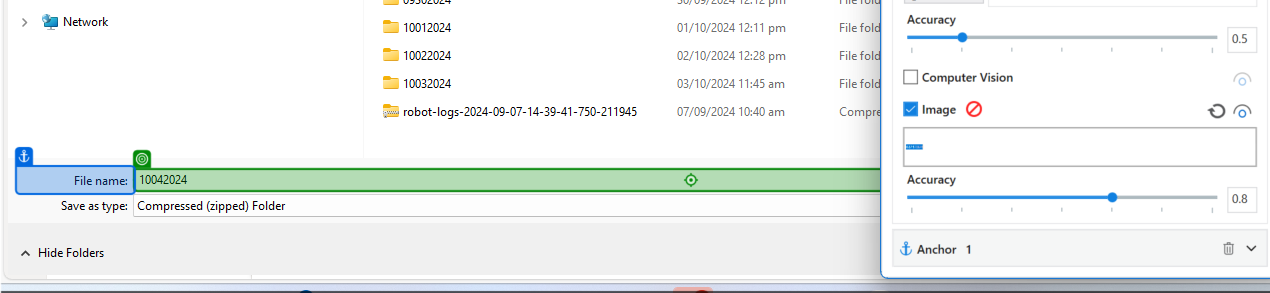 09302024 30/09/2024 12:12 pm File fold
Network 10012024 01/10/2024 12:11 pm File fold
10022024 02/10/2024 12:28 pm File fold
10032024 03/10/2024 11:45 am File fold
robot-logs-2024-09-07-14-39-41-750-211945 07/09/2024 10:40 am Compre
File name: 10042024
Save as type: Compressed (zipped) Folder
Hide Folders
Accuracy
0.5
Computer Vision
Image
Accuracy
0.8
Anchor 1